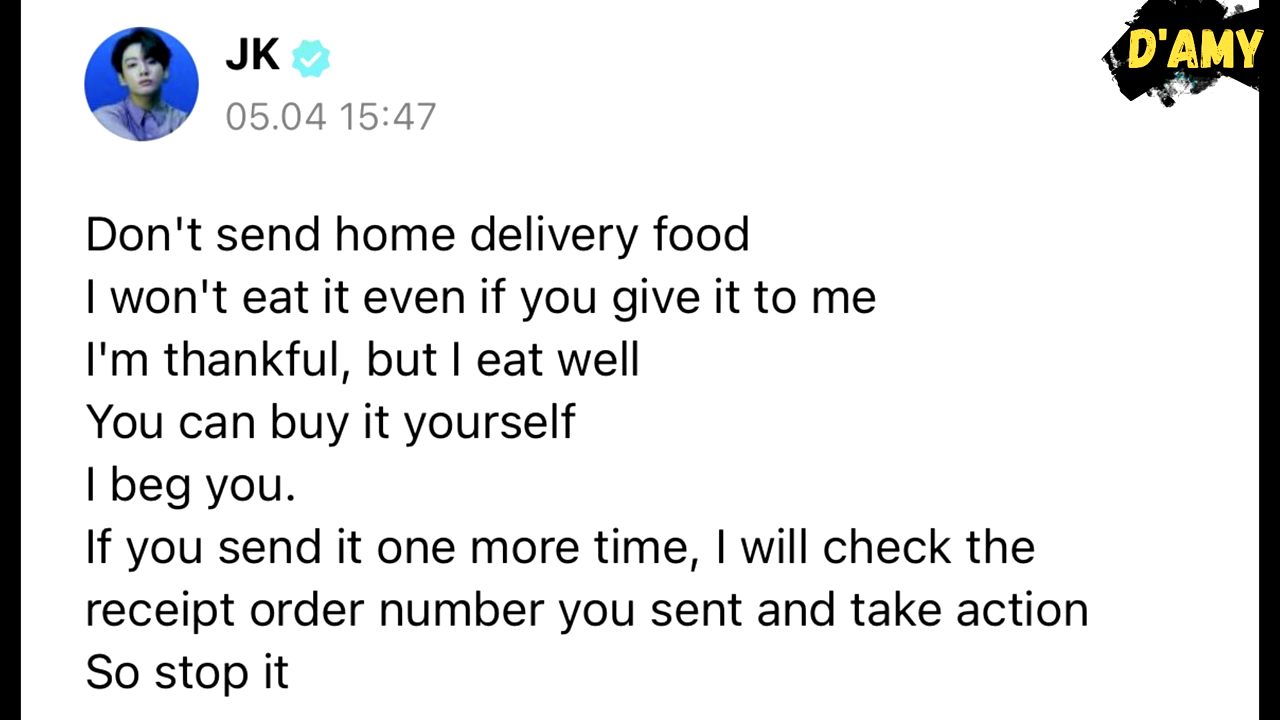 JK
05.04 15:47
D'AMY
Don't send home delivery food
I won't eat it even if you give it to me
I'm thankful, but I eat well
You can buy it yourself
I beg you.
If you send it one more time, I will check the
receipt order number you sent and take action
So stop it